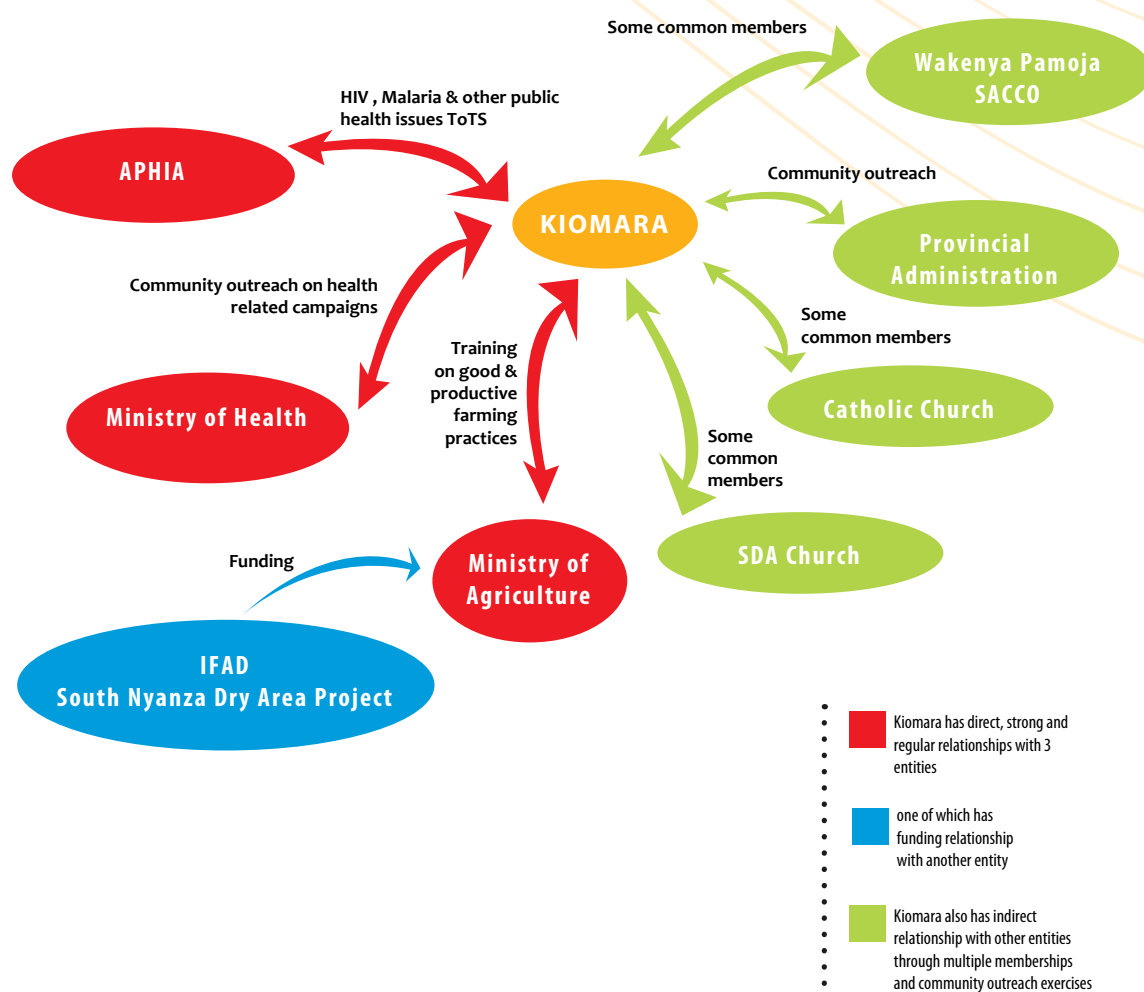 Some common members
Wakenya Pamoja
SACCO
HIV , Malaria & other public
health issues ToTS
APHIA
Community outreach
KIOMARA
Provincial
Administration
Community outreach on health
related campaigns
Some
common members
Training
on good &
productive
farming
practices
Ministry of Health
Catholic Church
Some
common
members
SDA Church
Funding
Ministry of
Agriculture
IFAD
South Nyanza Dry Area Project
Kiomara has direct, strong and
regular relationships with 3
entities
one of which has
funding relationship
with another entity
Kiomara also has indirect
relationship with other entities
through multiple memberships
and community outreach exercises